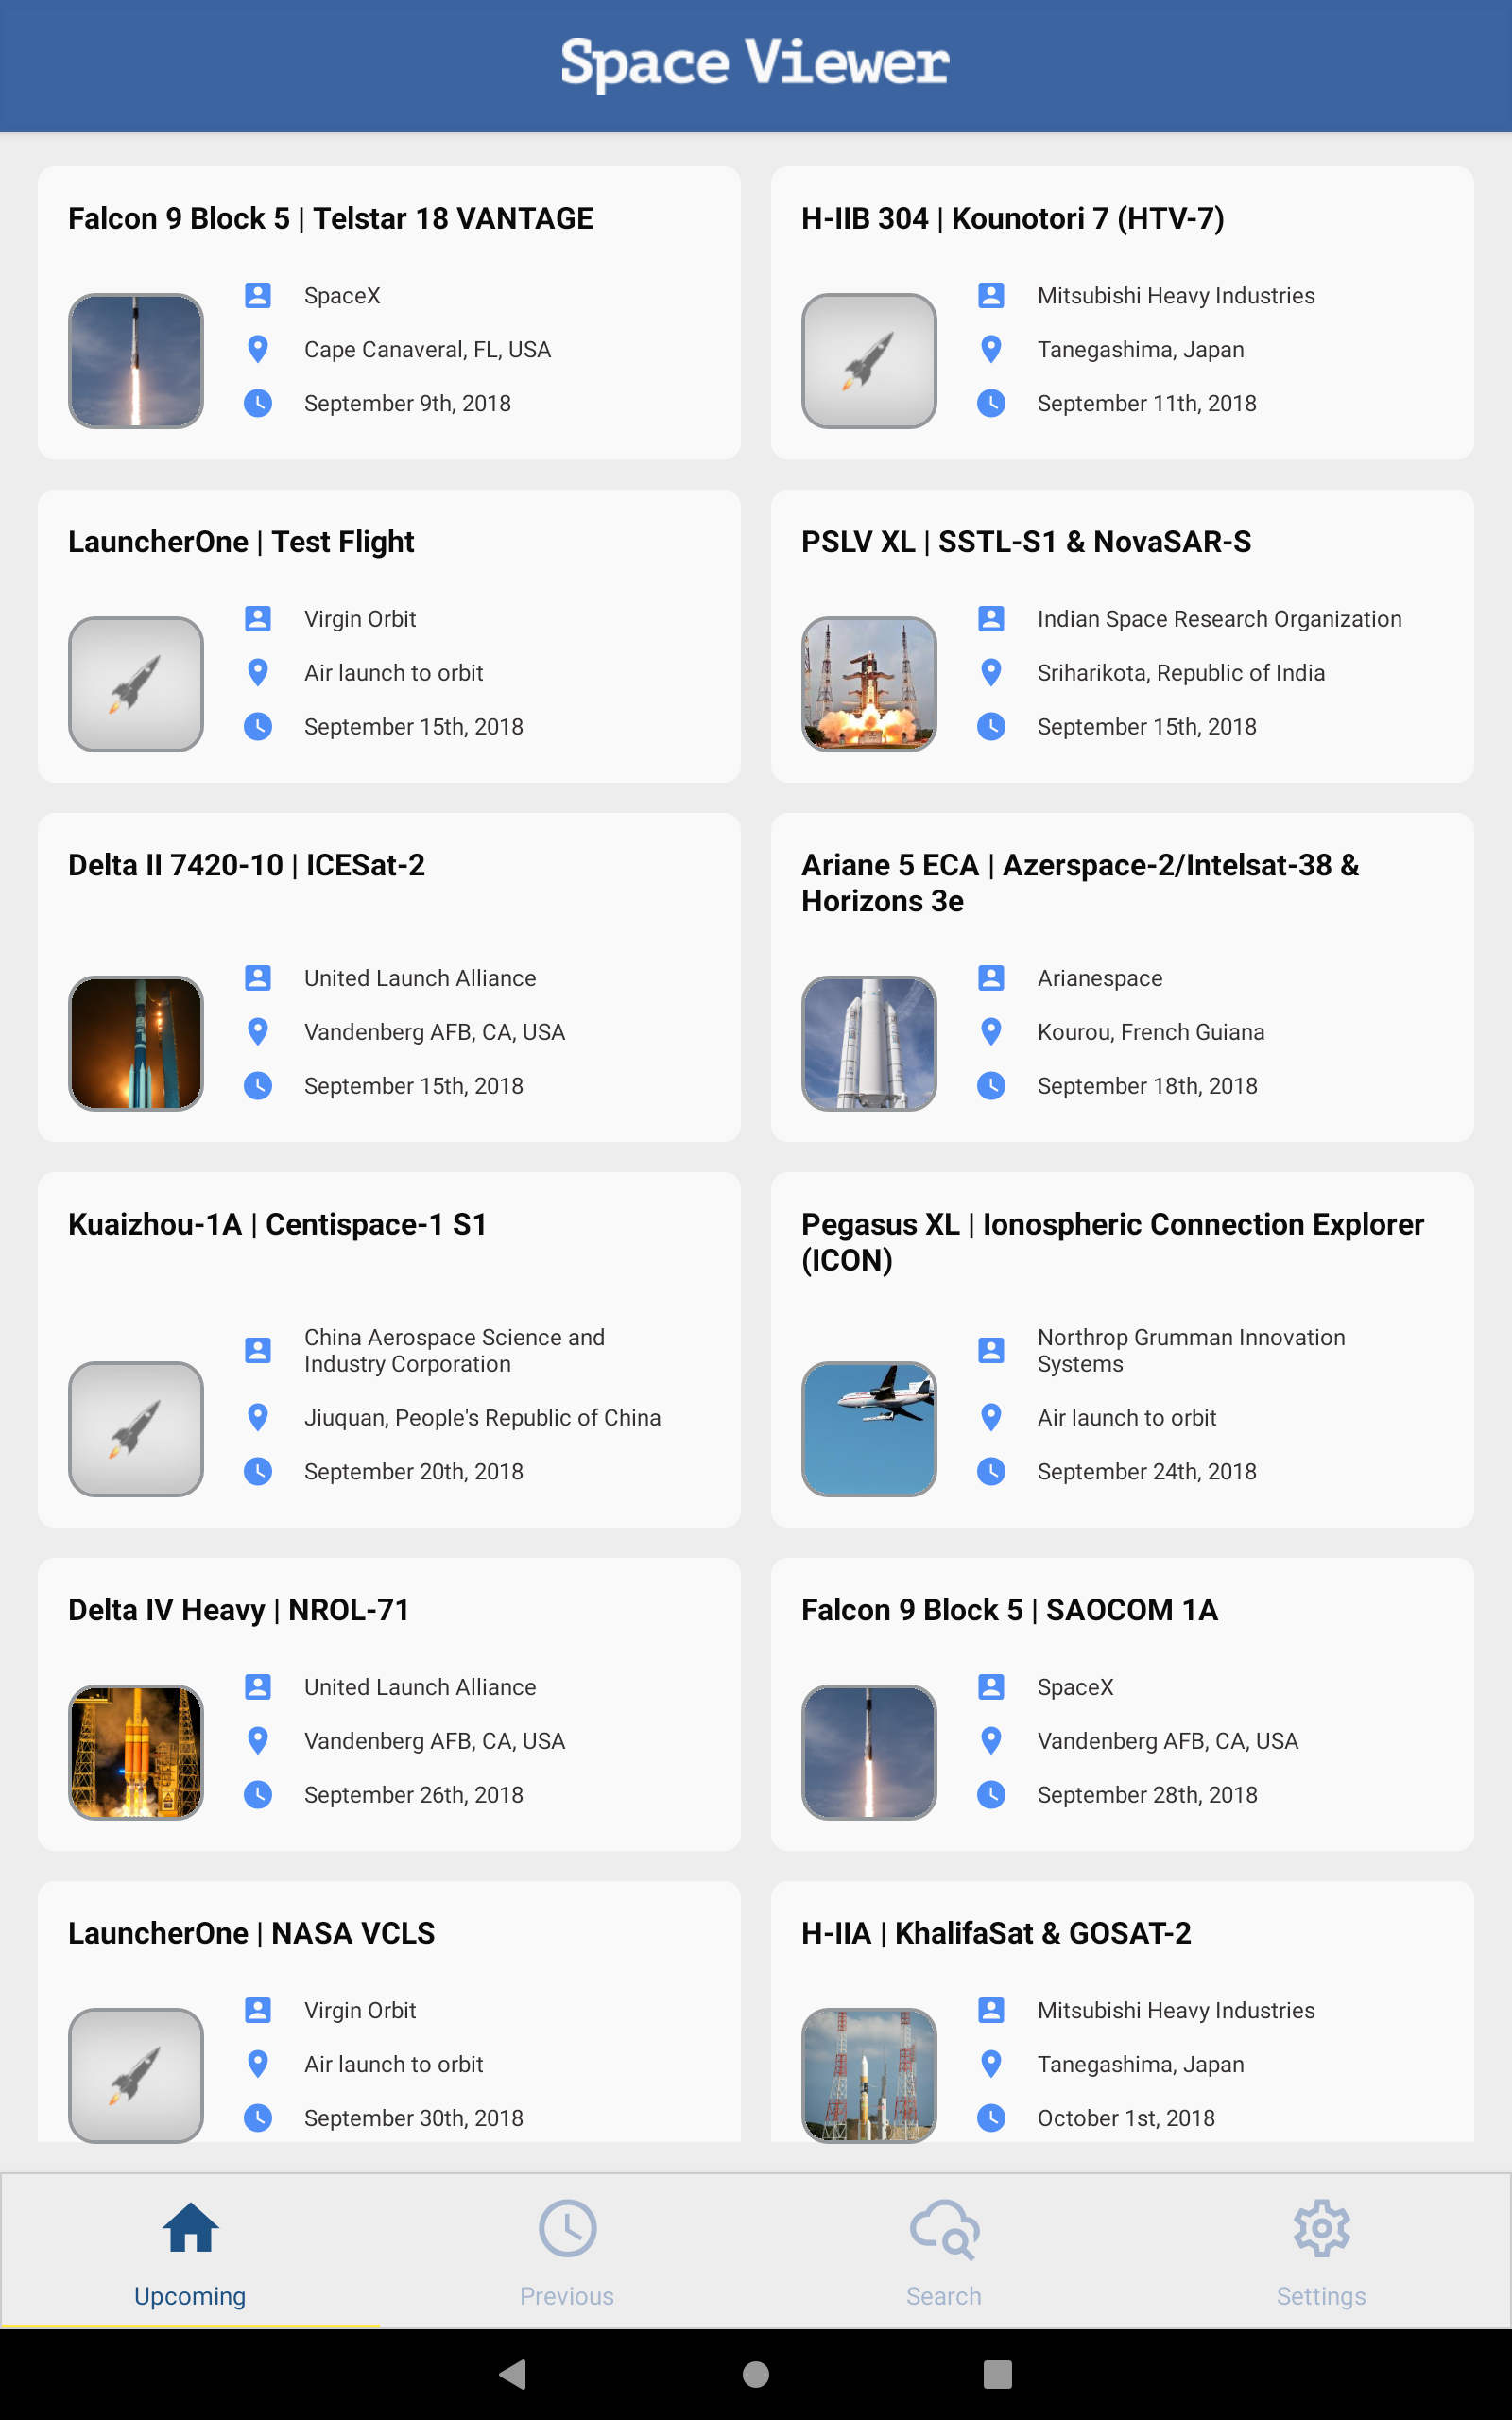 Space Viewer
Falcon 9 Block 5 | Telstar 18 VANTAGE
SpaceX
Cape Canaveral, FL, USA
September 9th, 2018
H-IIB 304 | Kounotori 7 (HTV-7)
Mitsubishi Heavy Industries
Tanegashima, Japan
September 11th, 2018
LauncherOne | Test Flight
Virgin Orbit
Air launch to orbit
September 15th, 2018
PSLV XL | SSTL-S1 & NovaSAR-S
Indian Space Research Organization
Sriharikota, Republic of India
September 15th, 2018
Delta II 7420-10 | ICESat-2
United Launch Alliance
Vandenberg AFB, CA, USA
September 15th, 2018
Ariane 5 ECA | Azerspace-2/Intelsat-38 &
Horizons 3e
Arianespace
Kourou, French Guiana
September 18th, 2018
Kuaizhou-1A | Centispace-1 S1
China Aerospace Science and
Industry Corporation
Jiuquan, People's Republic of China
September 20th, 2018
Pegasus XL | Ionospheric Connection Explorer
(ICON)
Northrop Grumman Innovation
Systems
Air launch to orbit
September 24th, 2018
Delta IV Heavy | NROL-71
United Launch Alliance
Vandenberg AFB, CA, USA
September 26th, 2018
Falcon 9 Block 5 | SAOCOM 1A
SpaceX
Vandenberg AFB, CA, USA
September 28th, 2018
LauncherOne | NASA VCLS
Virgin Orbit
Air launch to orbit
September 30th, 2018
H-IIA | KhalifaSat & GOSAT-2
Mitsubishi Heavy Industries
Tanegashima, Japan
October 1st, 2018
Upcoming
Previous
Search
Settings